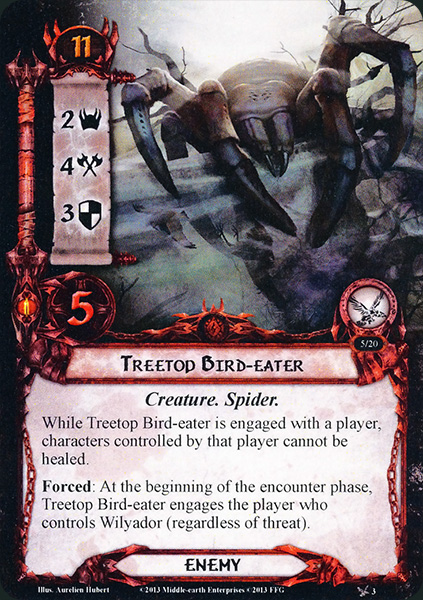 11
2
4
3
5
5/20
TREETOP BIRD-EATER
Creature. Spider.
While Treetop Bird-eater is engaged with a player,
characters controlled by that player cannot be
healed.
Forced: At the beginning of the encounter phase,
Treetop Bird-eater engages the player who
controls Wilyador (regardless of threat).
ENEMY
Illus. Aurelien Hubert
©2013 Middle-earth Enterprises ©2013 FFG
3